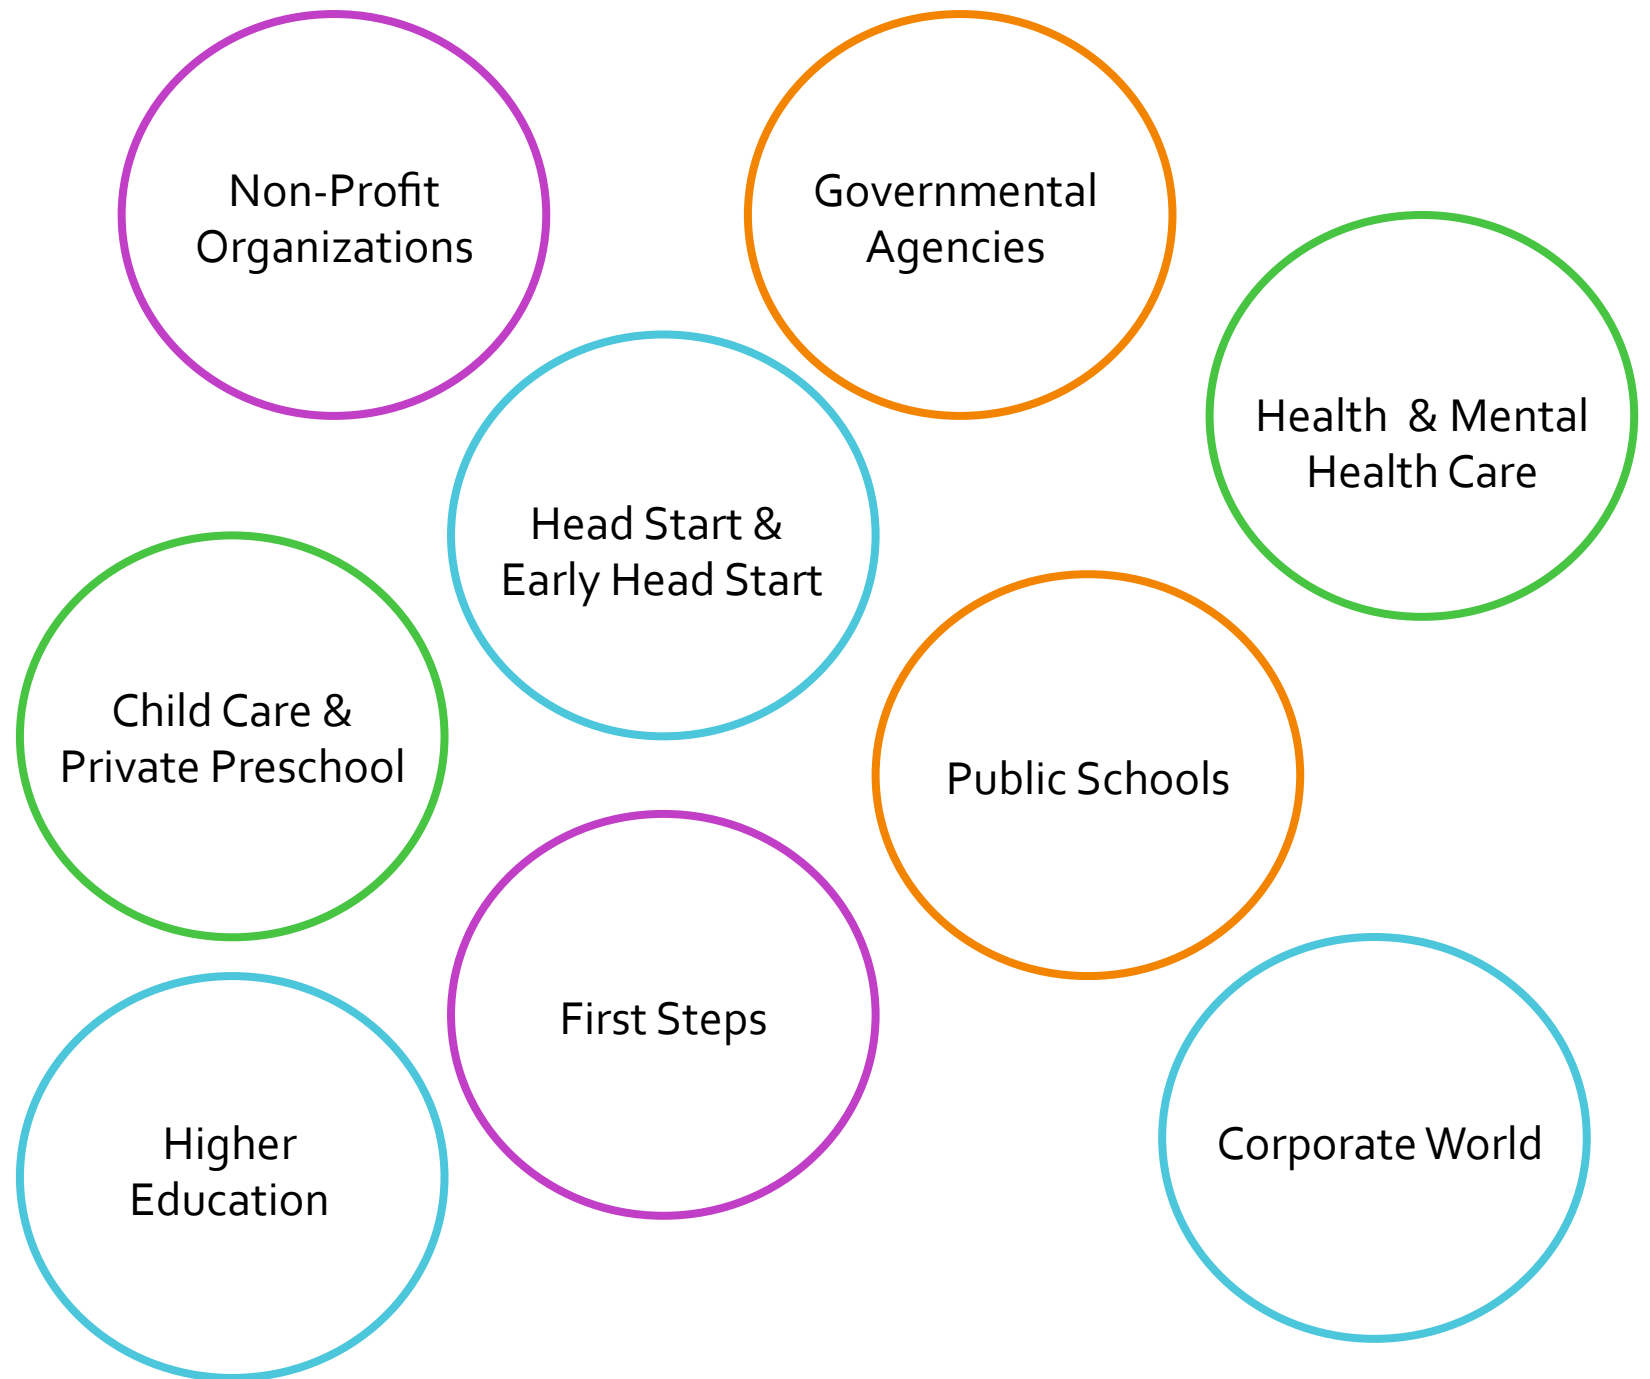 Non-Profit
Organizations
Governmental
Agencies
Health  & Mental
Health Care
Head Start &
Early Head Start
Child Care &
Private Preschool
Public Schools
First Steps
Higher
Education
Corporate World